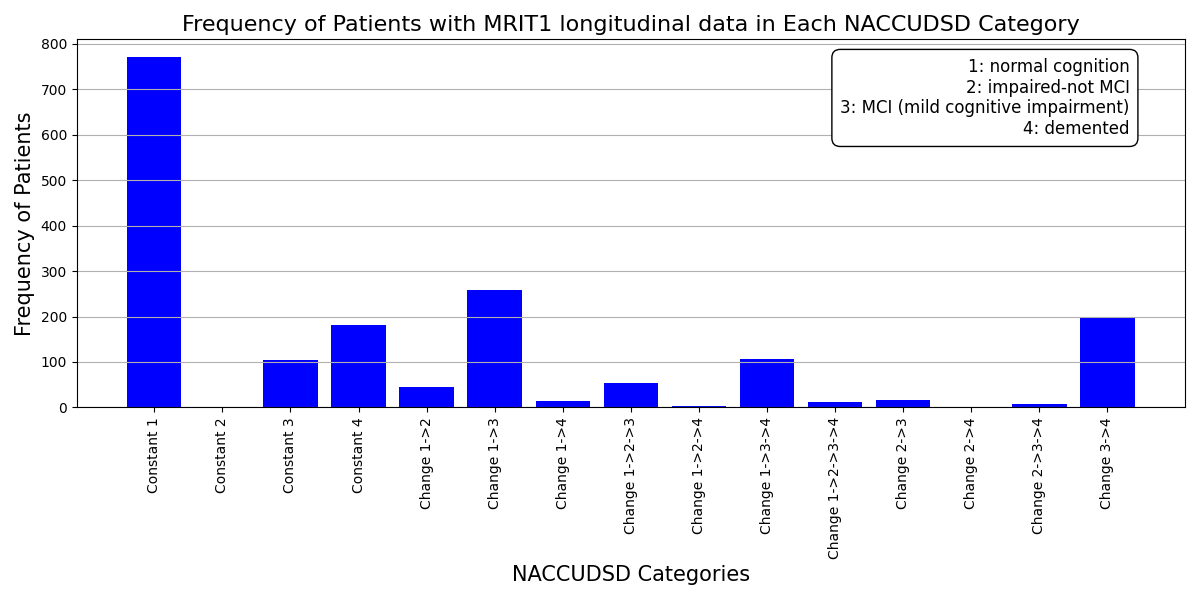 Frequency of Patients with MRIT1 longitudinal data in Each NACCUDSD Category
Frequency of Patients
800
700
600
500
400
300
200
100
0
1: normal cognition
2: impaired-not MCI
3: MCI (mild cognitive impairment)
4: demented
Constant 1
Constant 2
Constant 3
Constant 4
Change 1->2
Change 1->3
Change 1->4
Change 1->2->3
Change 1->2->4
Change 1->3->4
Change 1->2->3->4
Change 2->3
Change 2->4
Change 2->3->4
Change 3->4
NACCUDSD Categories